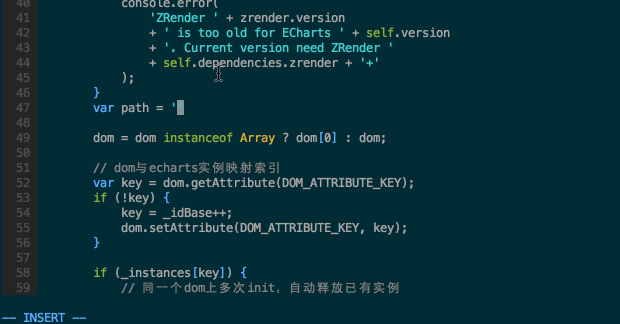 40 console.error(
41 'ZRender ' + zrender.version
42 + ' is too old for ECharts ' + self.version
43 + '. Current version need ZRender '
44 + self.dependencies.zrender + '+'
45 );
46 }
47 var path = '
48
49 dom = dom instanceof Array ? dom[0] : dom;
50
51 // dom与echarts实例映射索引
52 var key = dom.getAttribute(DOM_ATTRIBUTE_KEY);
53 if (!key) {
54 key = _idBase++;
55 dom.setAttribute(DOM_ATTRIBUTE_KEY, key);
56 }
57
58 if (_instances[key]) {
59 // 同一个dom上多次init，自动释放已有实例
-- INSERT --